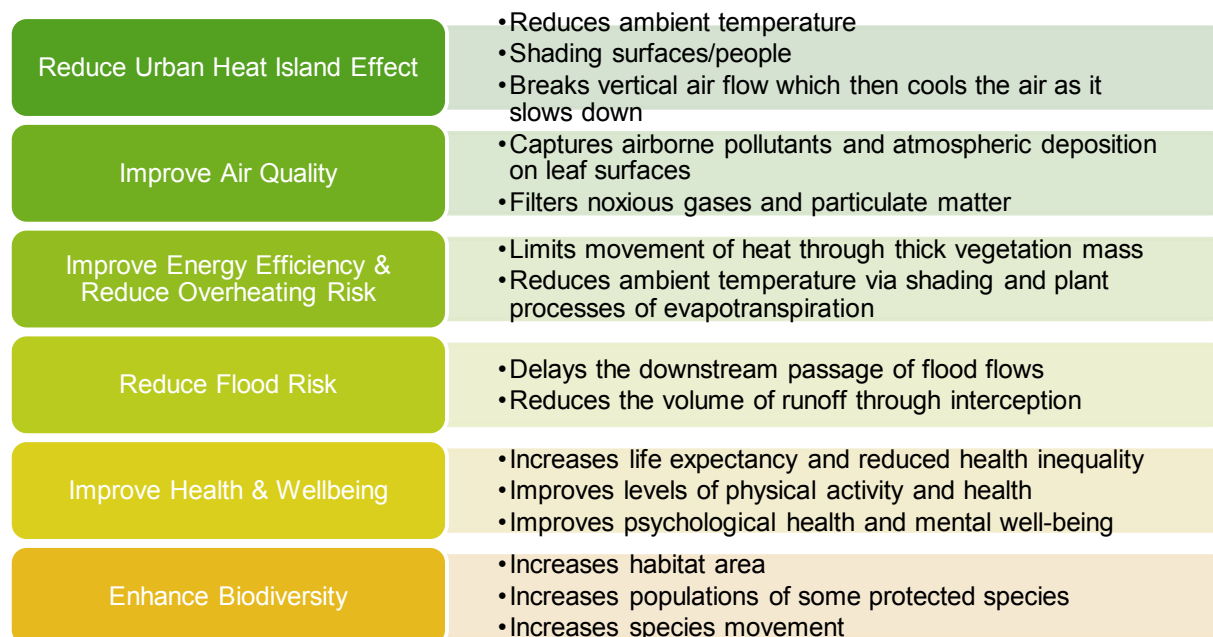 Reduce Urban Heat Island Effect
•Reduces ambient temperature
•Shading surfaces/people
•Breaks vertical air flow which then cools the air as it
slows down
Improve Air Quality
•Captures airborne pollutants and atmospheric deposition
on leaf surfaces
•Filters noxious gases and particulate matter
Improve Energy Efficiency &
Reduce Overheating Risk
•Limits movement of heat through thick vegetation mass
•Reduces ambient temperature via shading and plant
processes of evapotranspiration
Reduce Flood Risk
•Delays the downstream passage of flood flows
•Reduces the volume of runoff through interception
Improve Health & Wellbeing
•Increases life expectancy and reduced health inequality
•Improves levels of physical activity and health
•Improves psychological health and mental well-being
Enhance Biodiversity
•Increases habitat area
•Increases populations of some protected species
•Increases species movement